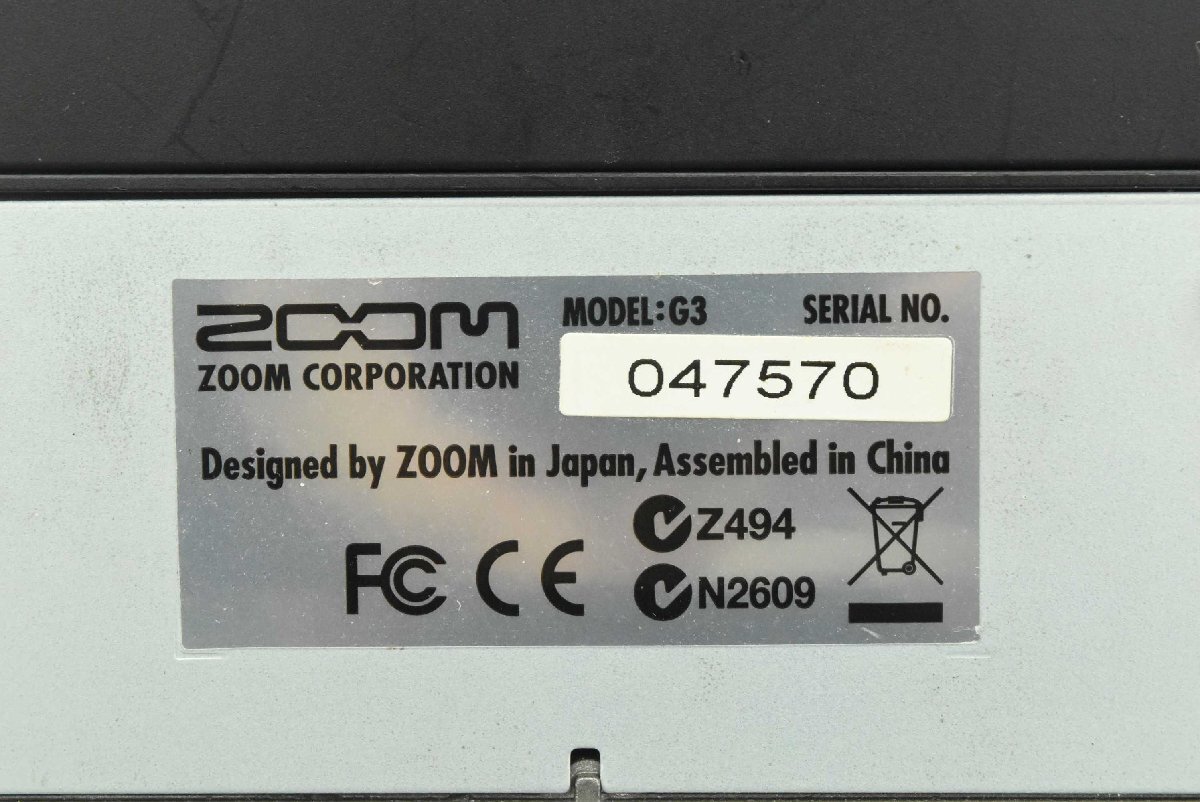 ZOOM
ZOOM CORPORATION
MODEL:G3 SERIAL NO.
047570
Designed by ZOOM in Japan, Assembled in China
FC CE
Z494
N2609